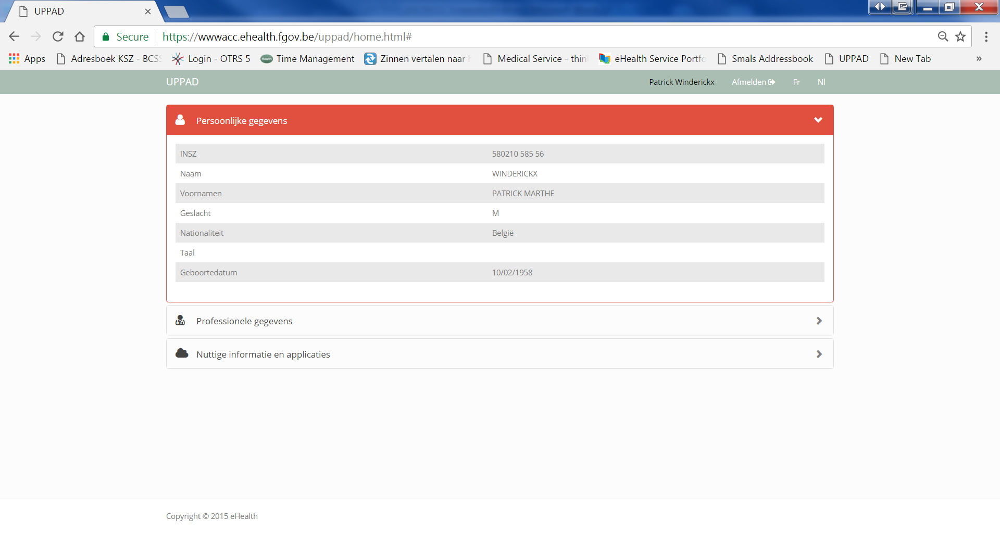 UPPAD
Secure https://wwwacc.ehealth.fgov.be/uppad/home.html#
Apps Adresboek KSZ - BCSS Login - OTRS 5 Time Management Zinnen vertalen naar Medical Service - thin eHealth Service Portfo Smals Addressbook UPPAD New Tab »
UPPAD Patrick Winderickx Afmelden Fr Nl
Persoonlijke gegevens
INSZ 580210 585 56
Naam WINDERICKX
Voornamen PATRICK MARTHE
Geslacht M
Nationaliteit België
Taal
Geboortedatum 10/02/1958
Professionele gegevens
Nuttige informatie en applicaties
Copyright © 2015 eHealth